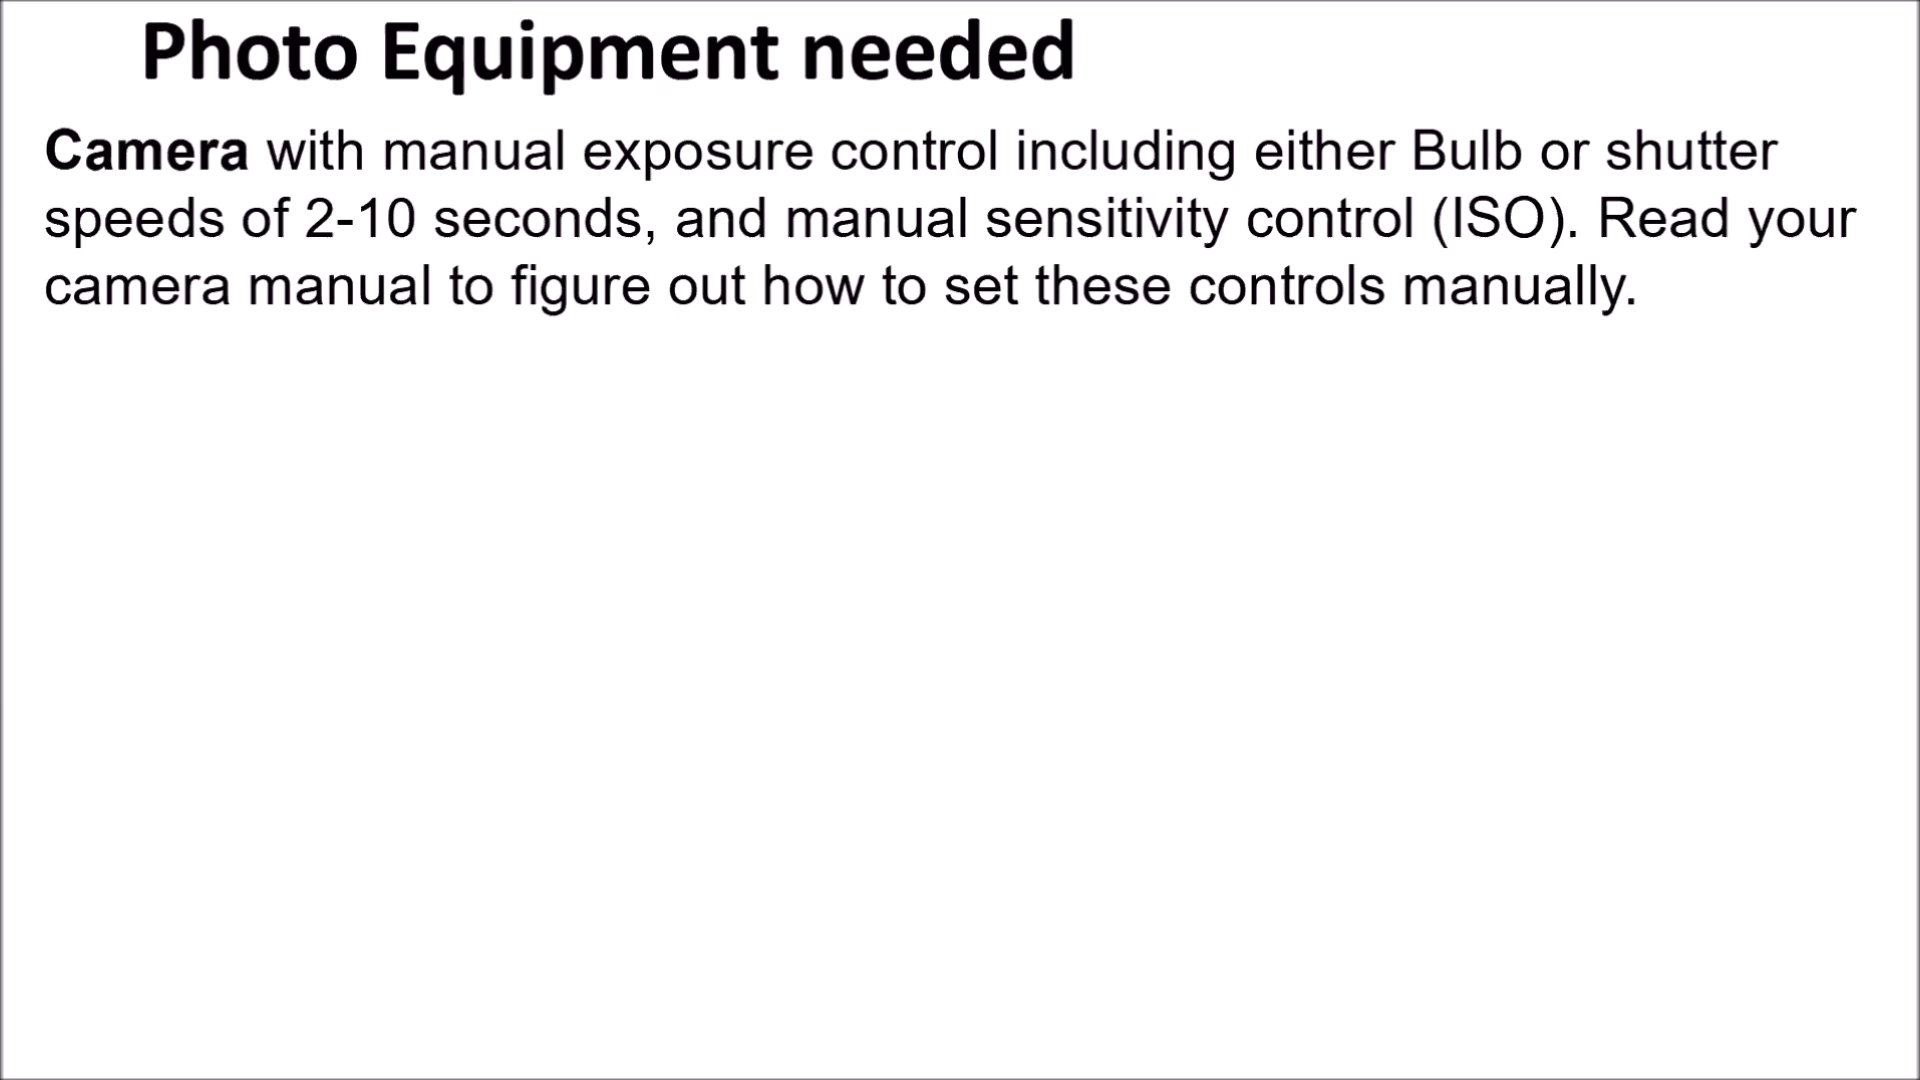 Photo Equipment needed
Camera with manual exposure control including either Bulb or shutter
speeds of 2-10 seconds, and manual sensitivity control (ISO). Read your
camera manual to figure out how to set these controls manually.